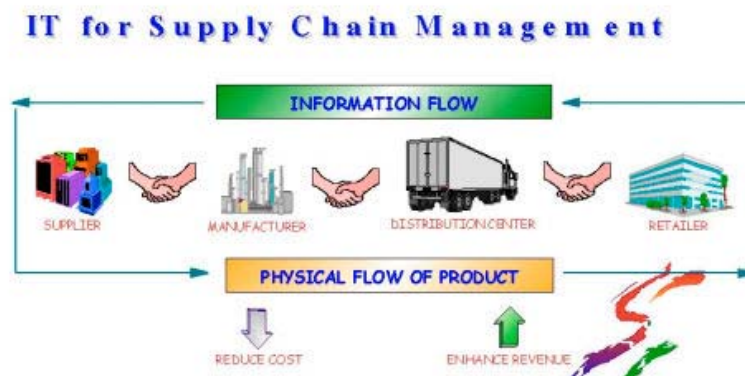 IT for Supply Chain Management
INFORMATION FLOW
SUPPLIER
MANUFACTURER
DISTRIBUTION CENTER
RETAILER
PHYSICAL FLOW OF PRODUCT
REDUCE COST
ENHANCE REVENUE